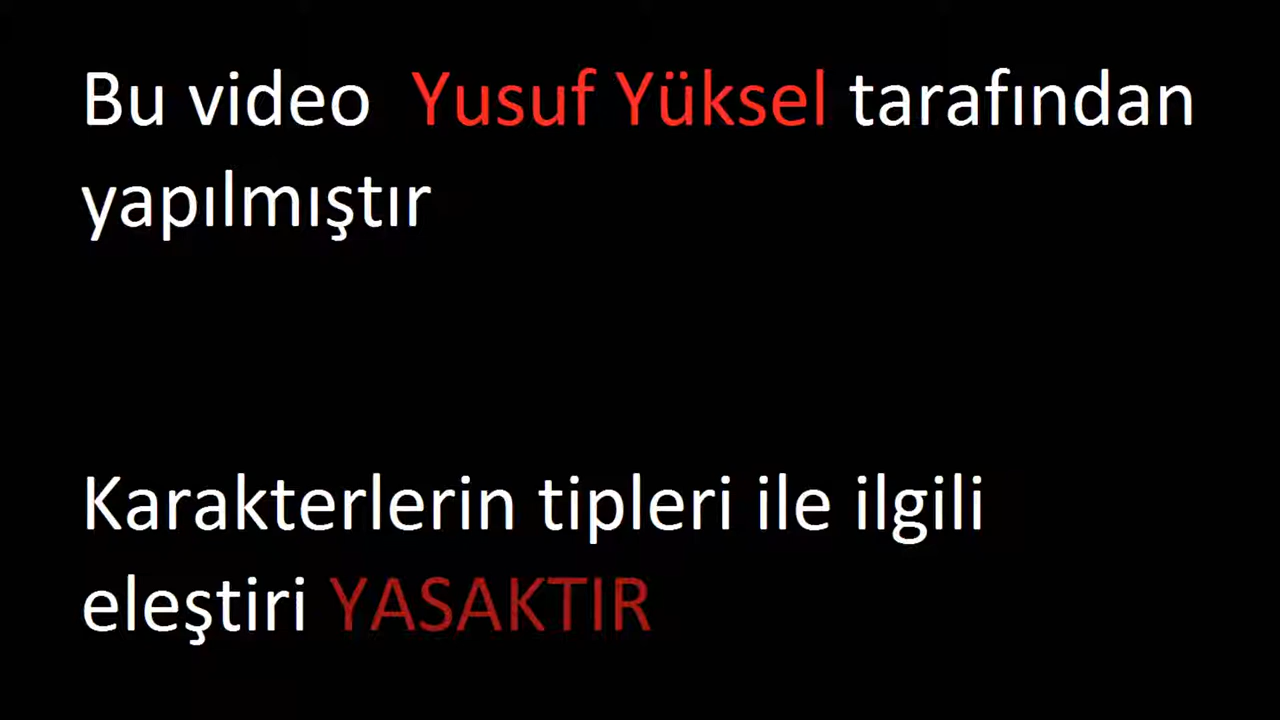 Bu video Yusuf Yüksel tarafından
yapılmıştır
Karakterlerin tipleri ile ilgili
eleştiri YASAKTIR